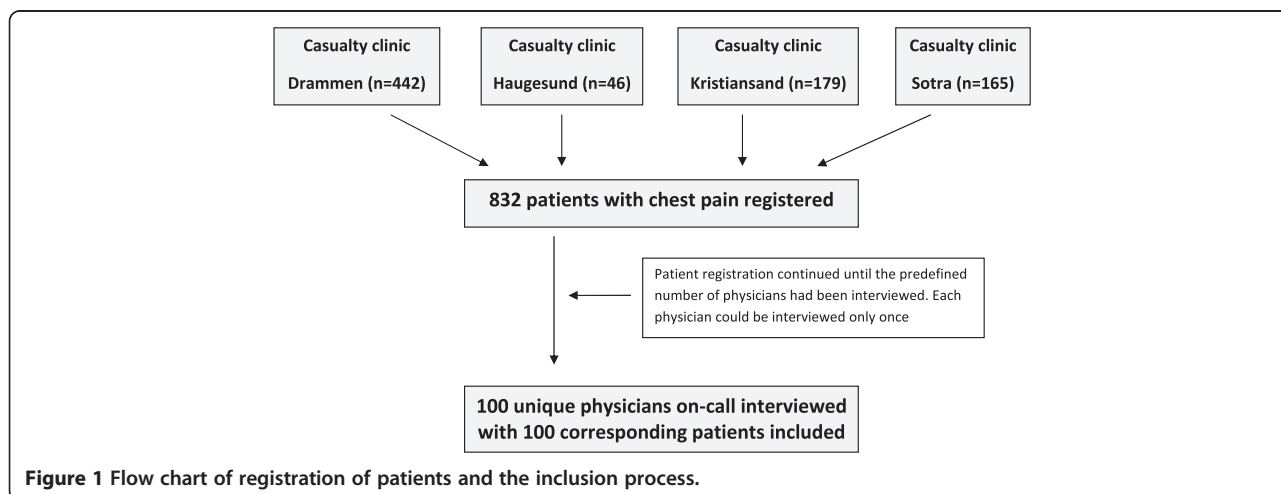 Casualty clinic
Drammen (n=442)
Casualty clinic
Haugesund (n=46)
Casualty clinic
Kristiansand (n=179)
Casualty clinic
Sotra (n=165)
832 patients with chest pain registered
Patient registration continued until the predefined
number of physicians had been interviewed. Each
physician could be interviewed only once
100 unique physicians on-call interviewed
with 100 corresponding patients included
Figure 1 Flow chart of registration of patients and the inclusion process.